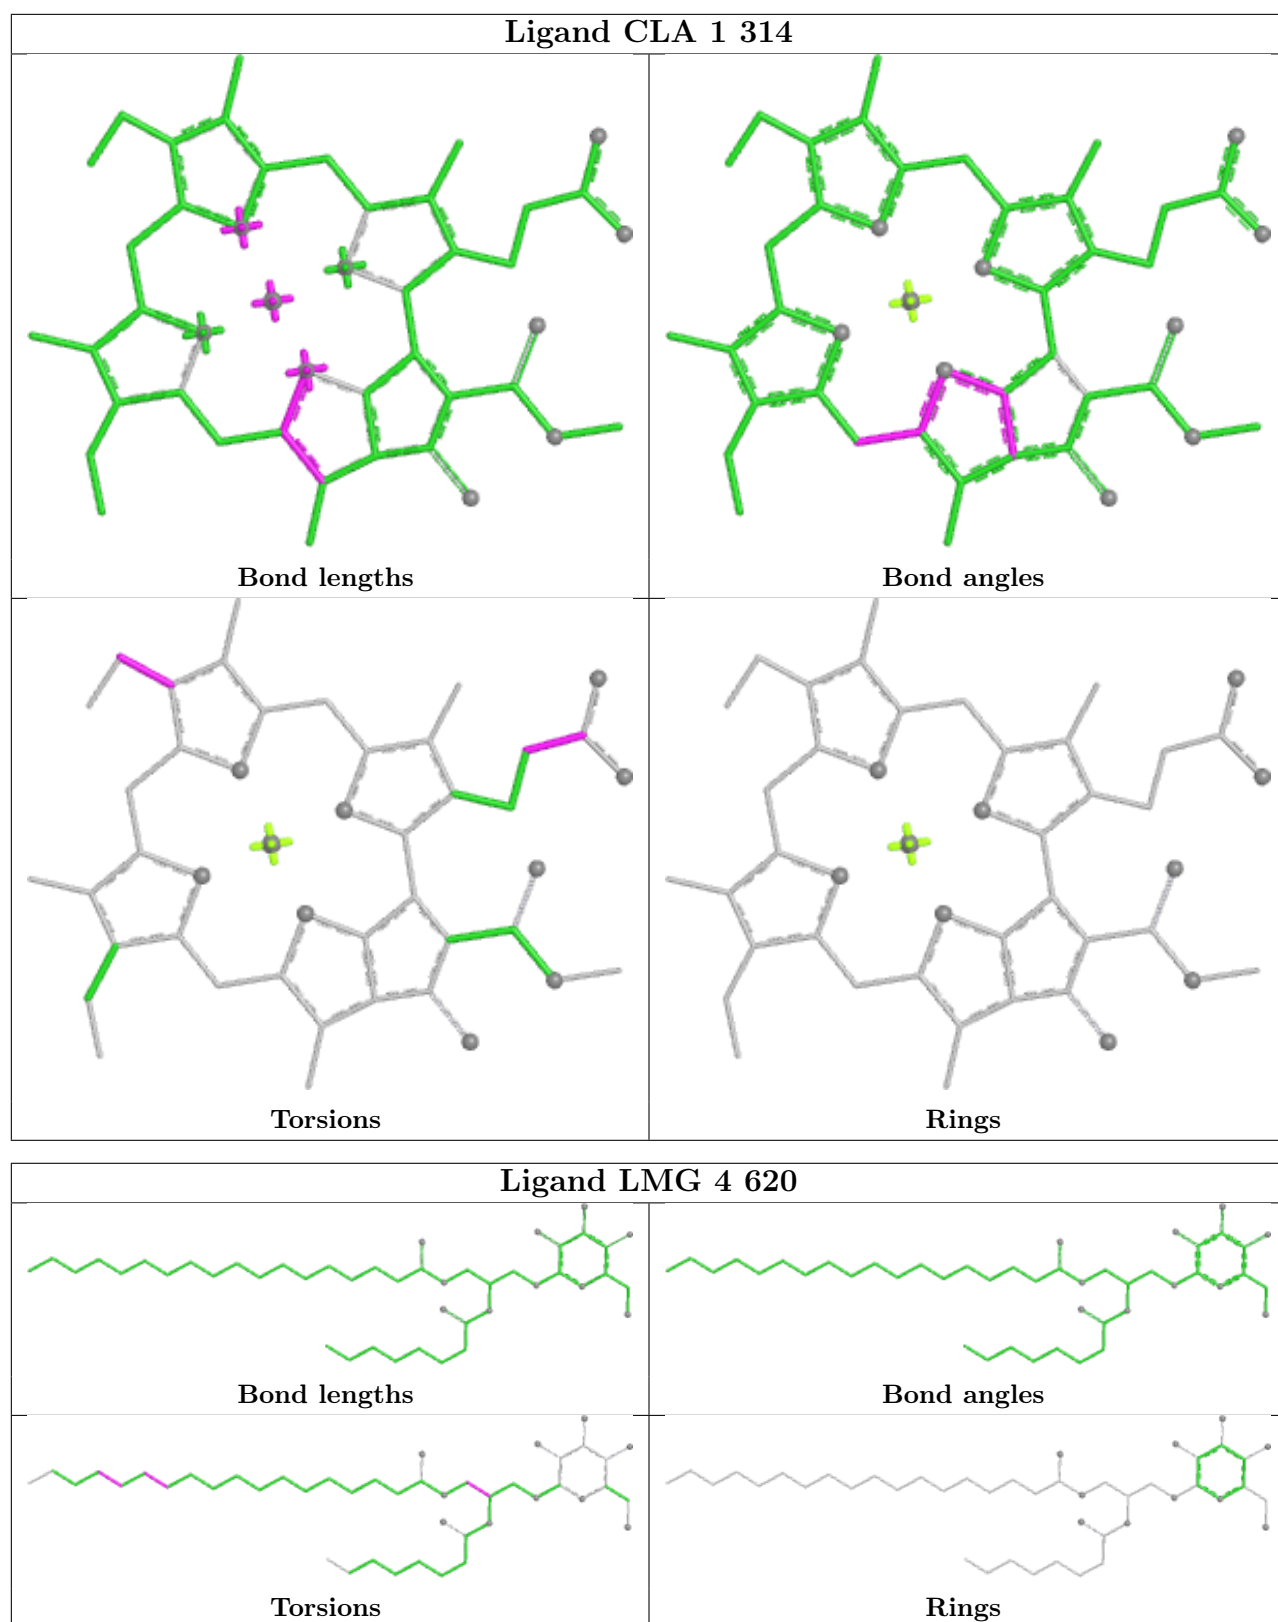 Ligand CLA 1 314
Bond lengths
Bond angles
Torsions
Rings
Ligand LMG 4 620
Bond lengths
Bond angles
Torsions
Rings